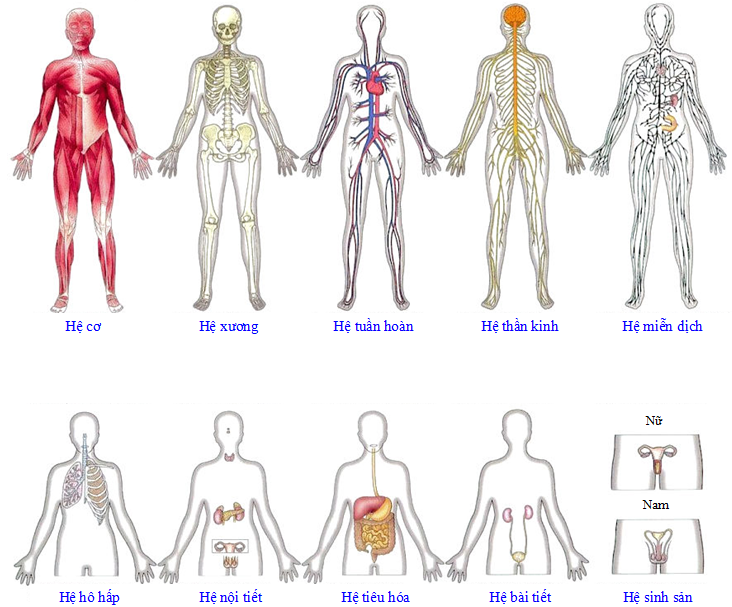 Hệ cơ
Hệ xương
Hệ tuần hoàn
Hệ thần kinh
Hệ miễn dịch
Nữ
Nam
Hệ hô hấp
Hệ nội tiết
Hệ tiêu hóa
Hệ bài tiết
Hệ sinh sản